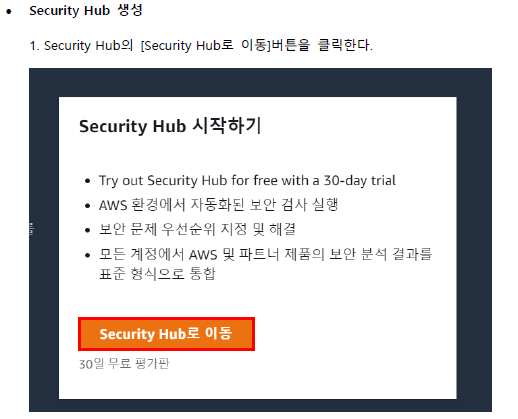 • Security Hub 생성
1. Security Hub의 [Security Hub로 이동]버튼을 클릭한다.
Security Hub 시작하기
• Try out Security Hub for free with a 30-day trial
• AWS 환경에서 자동화된 보안 검사 실행
• 보안 문제 우선순위 지정 및 해결
• 모든 계정에서 AWS 및 파트너 제품의 보안 분석 결과를
표준 형식으로 통합
Security Hub로 이동
30일 무료 평가판